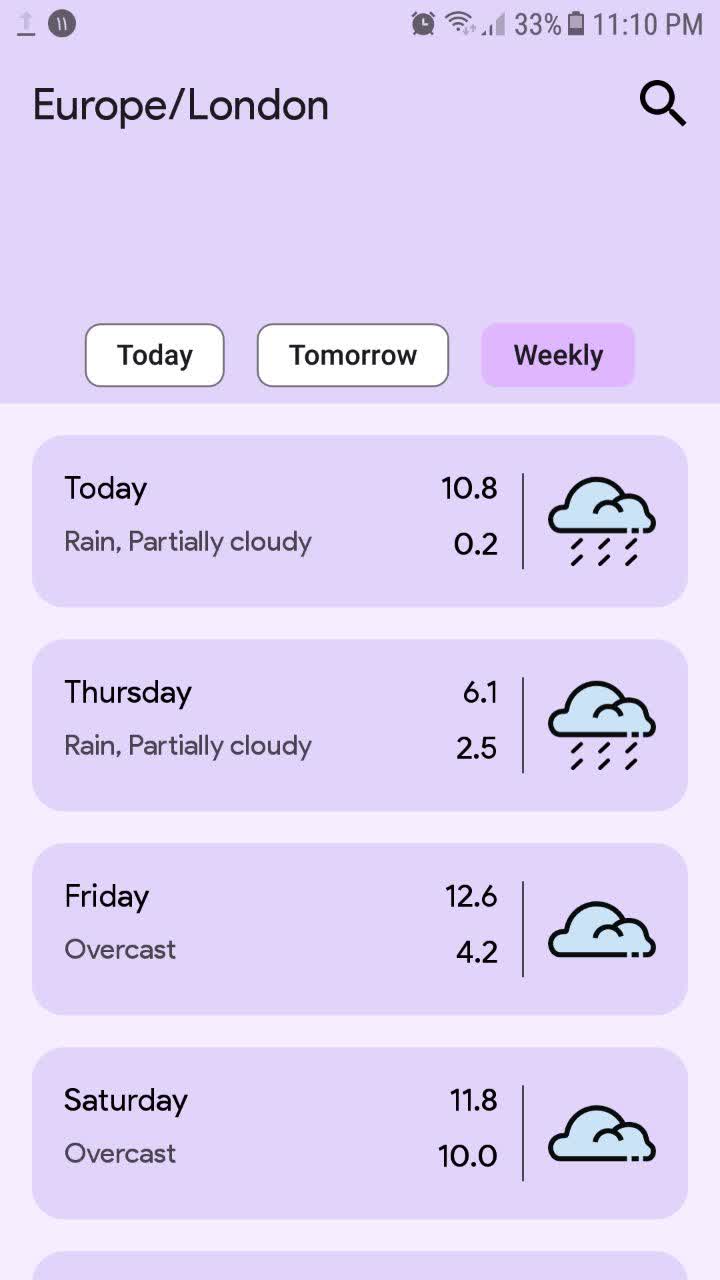 33% 11:10 PM
Europe/London
Today Tomorrow Weekly
Today 10.8
Rain, Partially cloudy 0.2
Thursday 6.1
Rain, Partially cloudy 2.5
Friday 12.6
Overcast 4.2
Saturday 11.8
Overcast 10.0